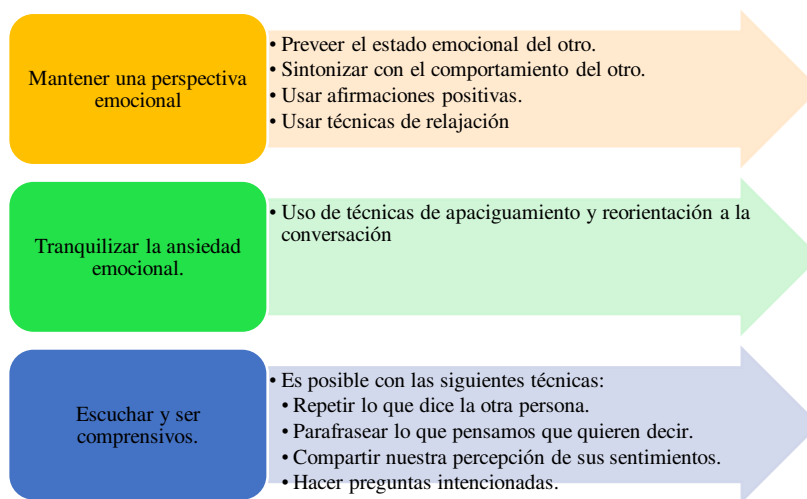 Mantener una perspectiva
emocional
• Preveer el estado emocional del otro.
• Sintonizar con el comportamiento del otro.
• Usar afirmaciones positivas.
• Usar técnicas de relajación
Tranquilizar la ansiedad
emocional.
• Uso de técnicas de apaciguamiento y reorientación a la
conversación
Escuchar y ser
comprensivos.
• Es posible con las siguientes técnicas:
• Repetir lo que dice la otra persona.
• Parafrasear lo que pensamos que quieren decir.
• Compartir nuestra percepción de sus sentimientos.
• Hacer preguntas intencionadas.